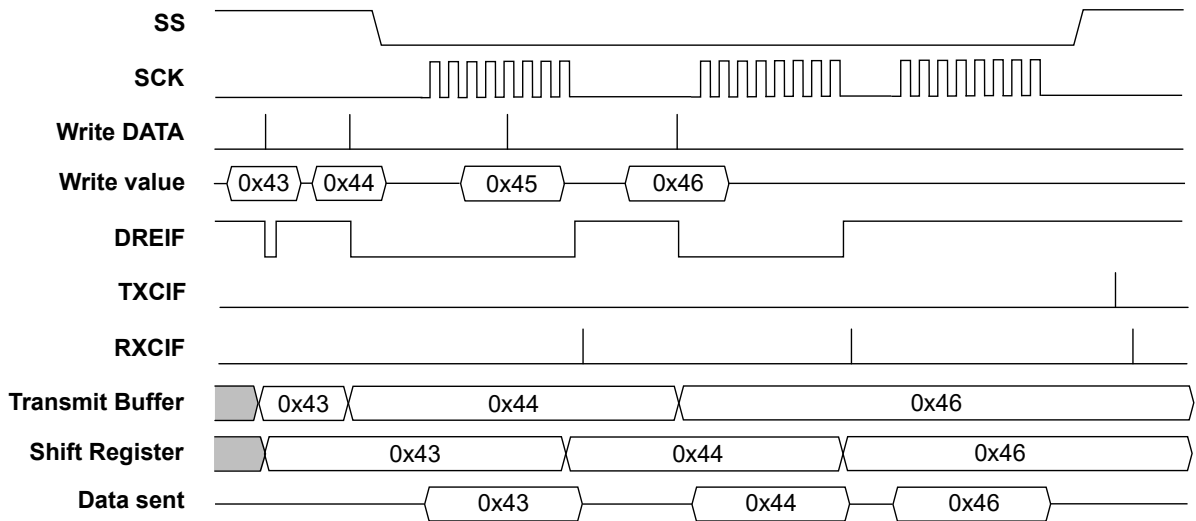 SS
SCK
Write DATA
Write value 0x43 0x44 0x45 0x46
DREIF
TXCIF
RXCIF
Transmit Buffer 0x43 0x44 0x46
Shift Register 0x43 0x44 0x46
Data sent 0x43 0x44 0x46